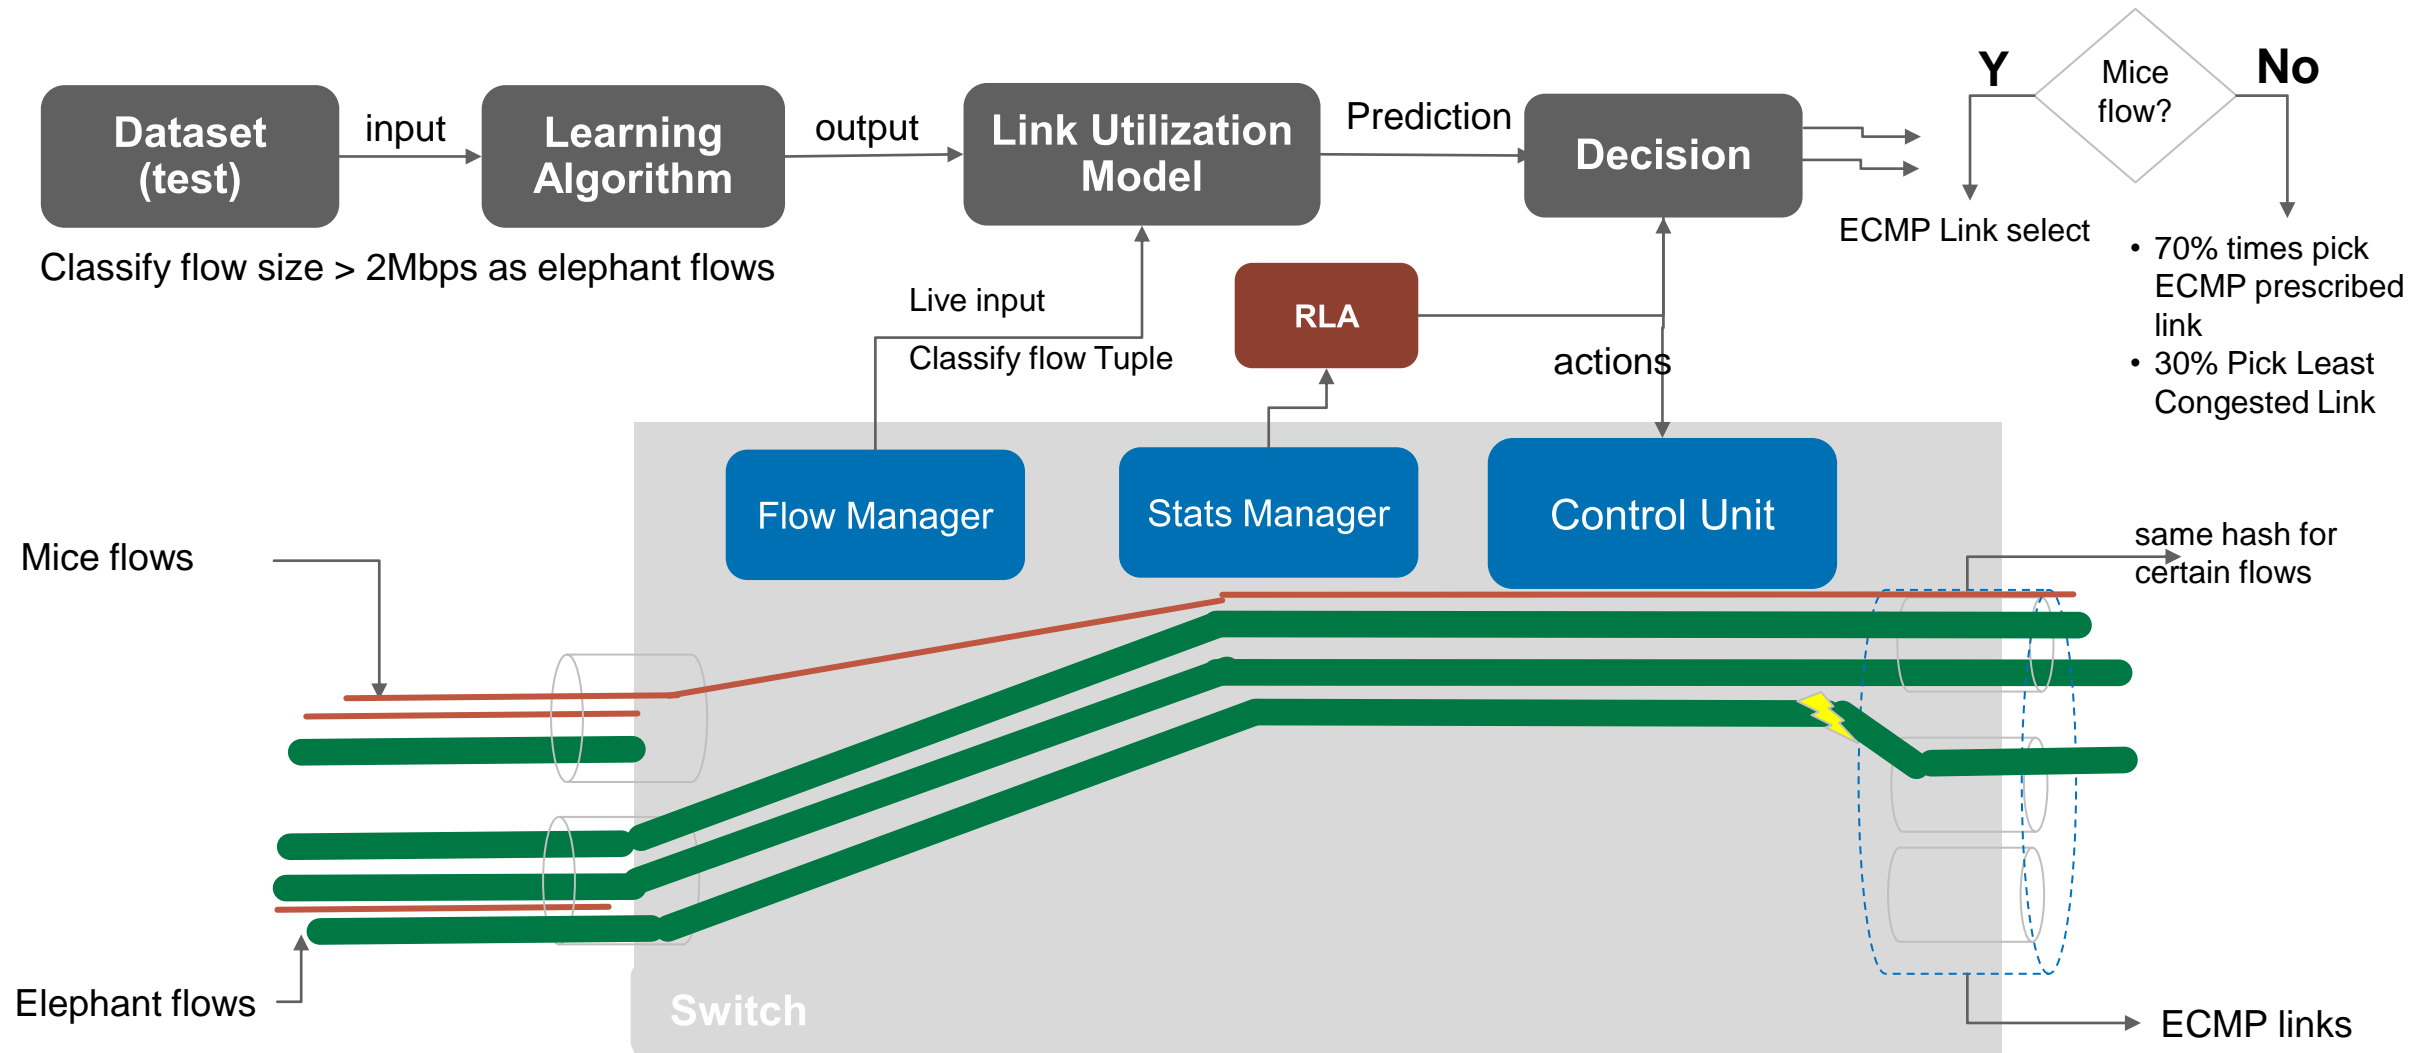 Dataset
(test)
input
Learning
Algorithm
output
Link Utilization
Model
Prediction
Decision
Y
Mice
flow?
No
ECMP Link select
• 70% times pick
ECMP prescribed
link
• 30% Pick Least
Congested Link
Classify flow size > 2Mbps as elephant flows
Live input
Classify flow Tuple
RLA
actions
Flow Manager
Stats Manager
Control Unit
same hash for
certain flows
Mice flows
Elephant flows
Switch
ECMP links